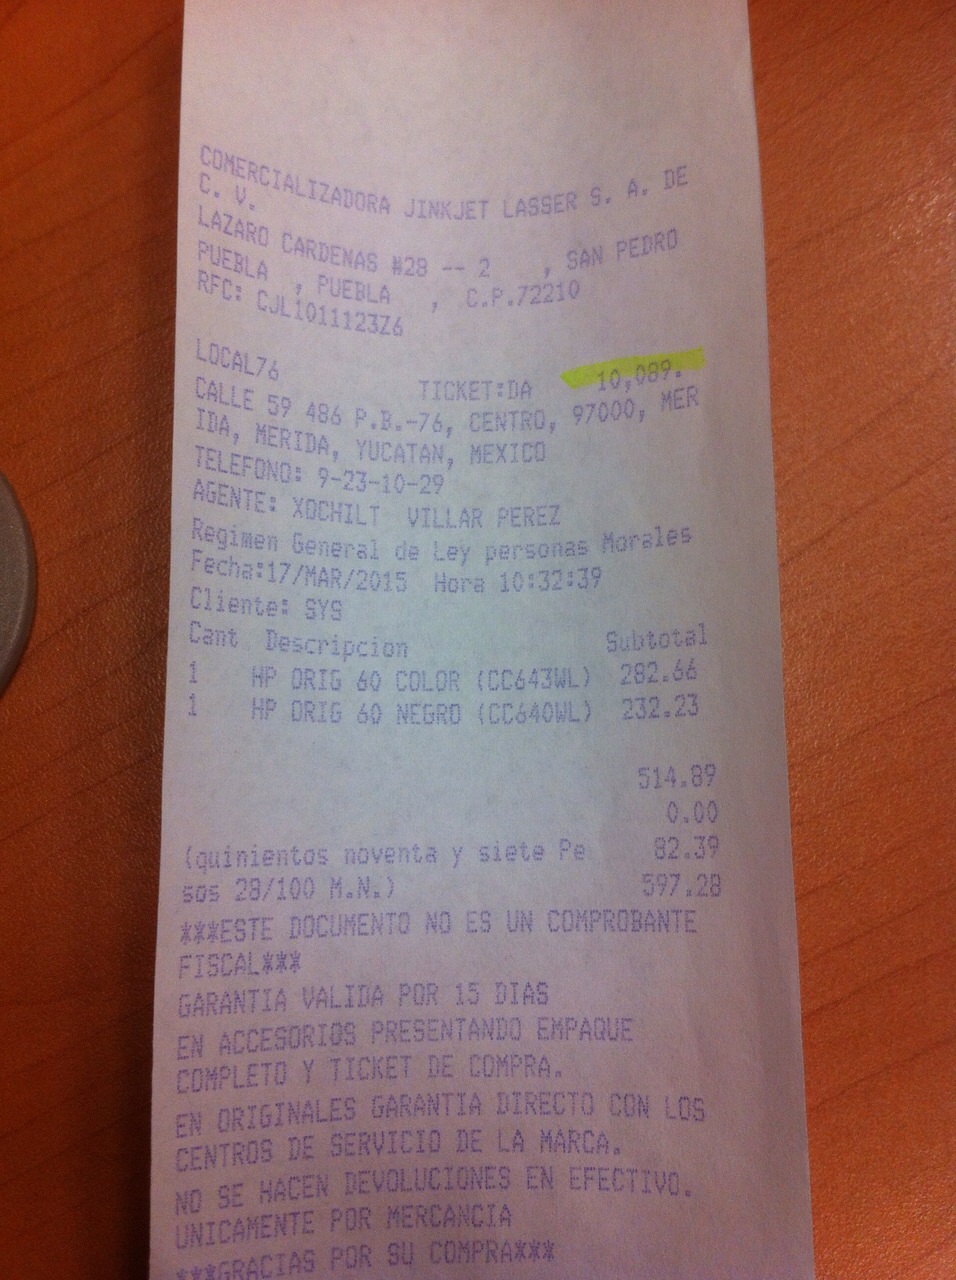 COMERCIALIZADORA JINKJET LASSER S. A. DE
C. V.
LAZARO CARDENAS #28 -- 2 , SAN PEDRO
PUEBLA , PUEBLA , C.P.72210
RFC: CJL1011123Z6
LOCAL76 TICKET:DA 10,089.
CALLE 59 486 P.B.-76, CENTRO, 97000, MER
IDA, MERIDA, YUCATAN, MEXICO
TELEFONO: 9-23-10-29
AGENTE: XOCHILT VILLAR PEREZ
Regimen General de Ley personas Morales
Fecha:17/MAR/2015 Hora 10:32:39
Cliente: SYS
Cant Descripcion Subtotal
1 HP ORIG 60 COLOR (CC643WL) 282.66
1 HP ORIG 60 NEGRO (CC640WL) 232.23
514.89
0.00
(quinientos noventa y siete Pe 82.39
sos 28/100 M.N.) 597.28
***ESTE DOCUMENTO NO ES UN COMPROBANTE
FISCAL***
GARANTIA VALIDA POR 15 DIAS
EN ACCESORIOS PRESENTANDO EMPAQUE
COMPLETO Y TICKET DE COMPRA.
EN ORIGINALES GARANTIA DIRECTO CON LOS
CENTROS DE SERVICIO DE LA MARCA.
NO SE HACEN DEVOLUCIONES EN EFECTIVO.
UNICAMENTE POR MERCANCIA
***GRACIAS POR SU COMPRA***